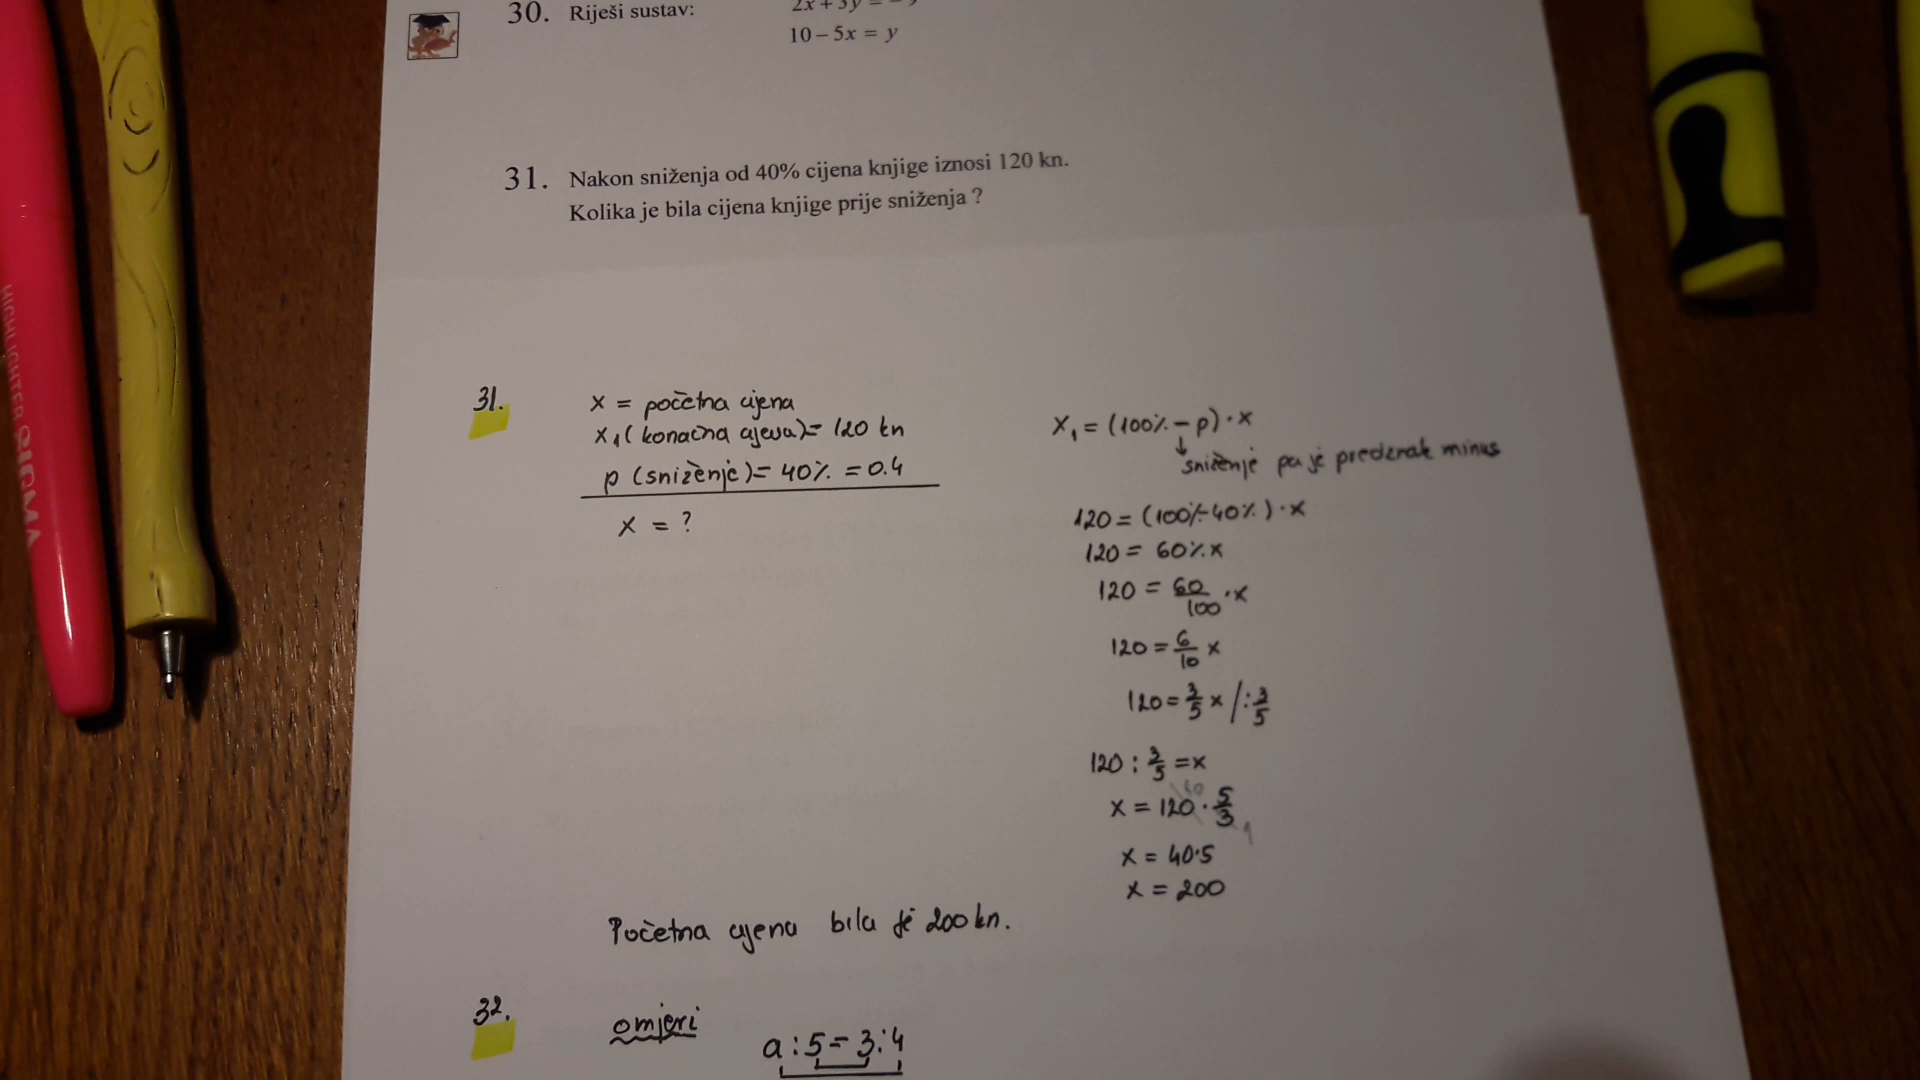 30. Riješi sustav:
10 – 5x = y
31. Nakon sniženja od 40% cijena knjige iznosi 120 kn.
Kolika je bila cijena knjige prije sniženja ?
31.
x = početna cijena
x₁ (konačna cijena) = 120 kn
p (sniženje) = 40% = 0.4
x = ?
x₁ = (100% – p) · x
↓
sniženje pa je predznak minus
120 = (100% – 40%) · x
120 = 60% x
120 = 60/100 · x
120 = 6/10 x
120 = 3/5 x / : 3/5
120 : 3/5 = x
x = 120 · 5/3
x = 40·5
x = 200
Početna cijena bila je 200 kn.
32. omjeri
a : 5 = 3 : 4
HIGHLIGHTER SIGMA